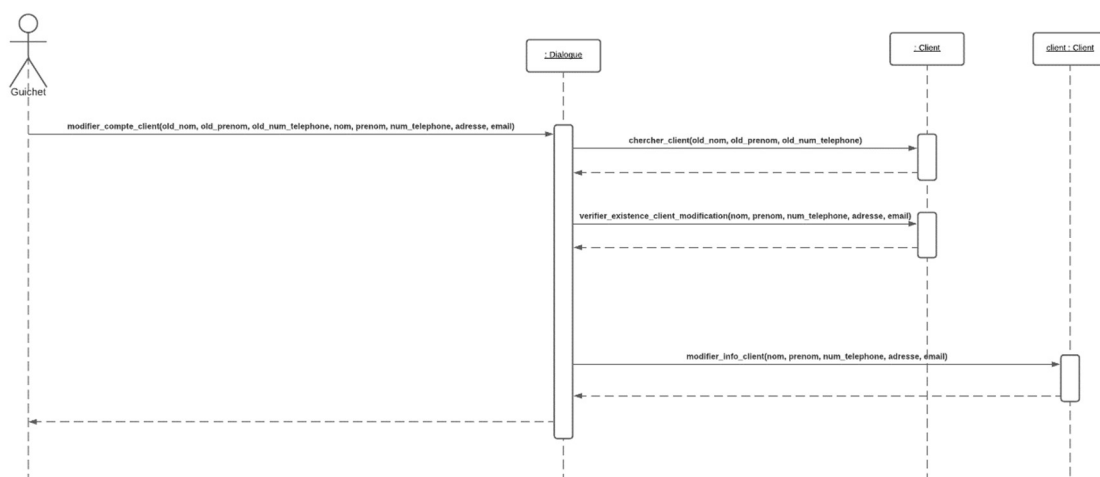 Guichet
: Dialogue
: Client
client : Client
modifier_compte_client(old_nom, old_prenom, old_num_telephone, nom, prenom, num_telephone, adresse, email)
chercher_client(old_nom, old_prenom, old_num_telephone)
verifier_existence_client_modification(nom, prenom, num_telephone, adresse, email)
modifier_info_client(nom, prenom, num_telephone, adresse, email)